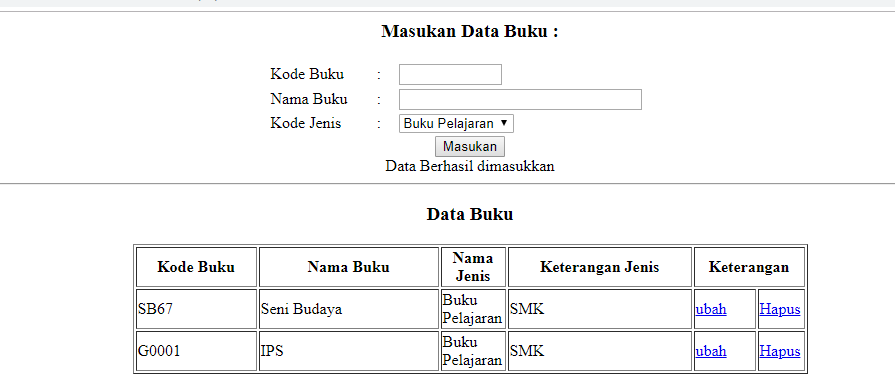 Masukan Data Buku :
Kode Buku :
Nama Buku :
Kode Jenis : Buku Pelajaran
Masukan
Data Berhasil dimasukkan
Data Buku
Kode Buku Nama Buku Nama Jenis Keterangan Jenis Keterangan
SB67 Seni Budaya Buku Pelajaran SMK ubah Hapus
G0001 IPS Buku Pelajaran SMK ubah Hapus